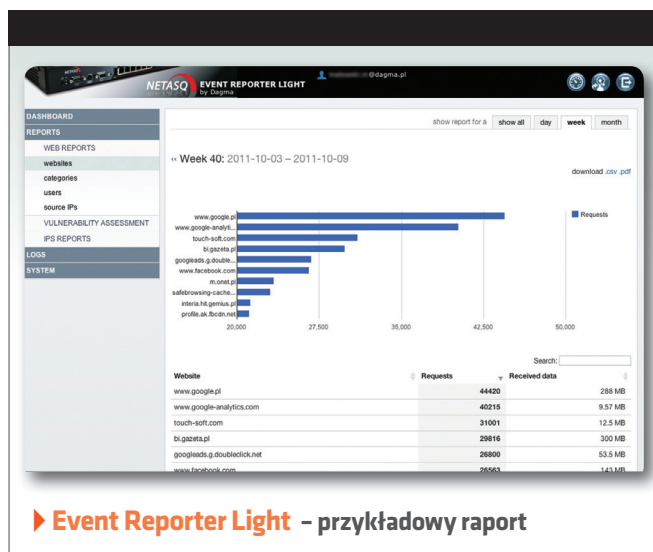 NETASQ EVENT REPORTER LIGHT
by Dagma
@dagma.pl
DASHBOARD
REPORTS
WEB REPORTS
websites
categories
users
source IPs
VULNERABILITY ASSESSMENT
IPS REPORTS
LOGS
SYSTEM
show report for a show all day week month
‹‹ Week 40: 2011-10-03 – 2011-10-09
download .csv .pdf
www.google.pl
www.google-analyti...
touch-soft.com
bi.gazeta.pl
googleads.g.double...
www.facebook.com
m.onet.pl
safebrowsing-cache...
interia.hit.gemius.pl
profile.ak.fbcdn.net
Requests
20,000 27,500 35,000 42,500 50,000
Search:
Website Requests Received data
www.google.pl 44420 288 MB
www.google-analytics.com 40215 9.57 MB
touch-soft.com 31001 12.5 MB
bi.gazeta.pl 29816 300 MB
googleads.g.doubleclick.net 26800 53.5 MB
www.facebook.com 26563 143 MB
Event Reporter Light – przykładowy raport